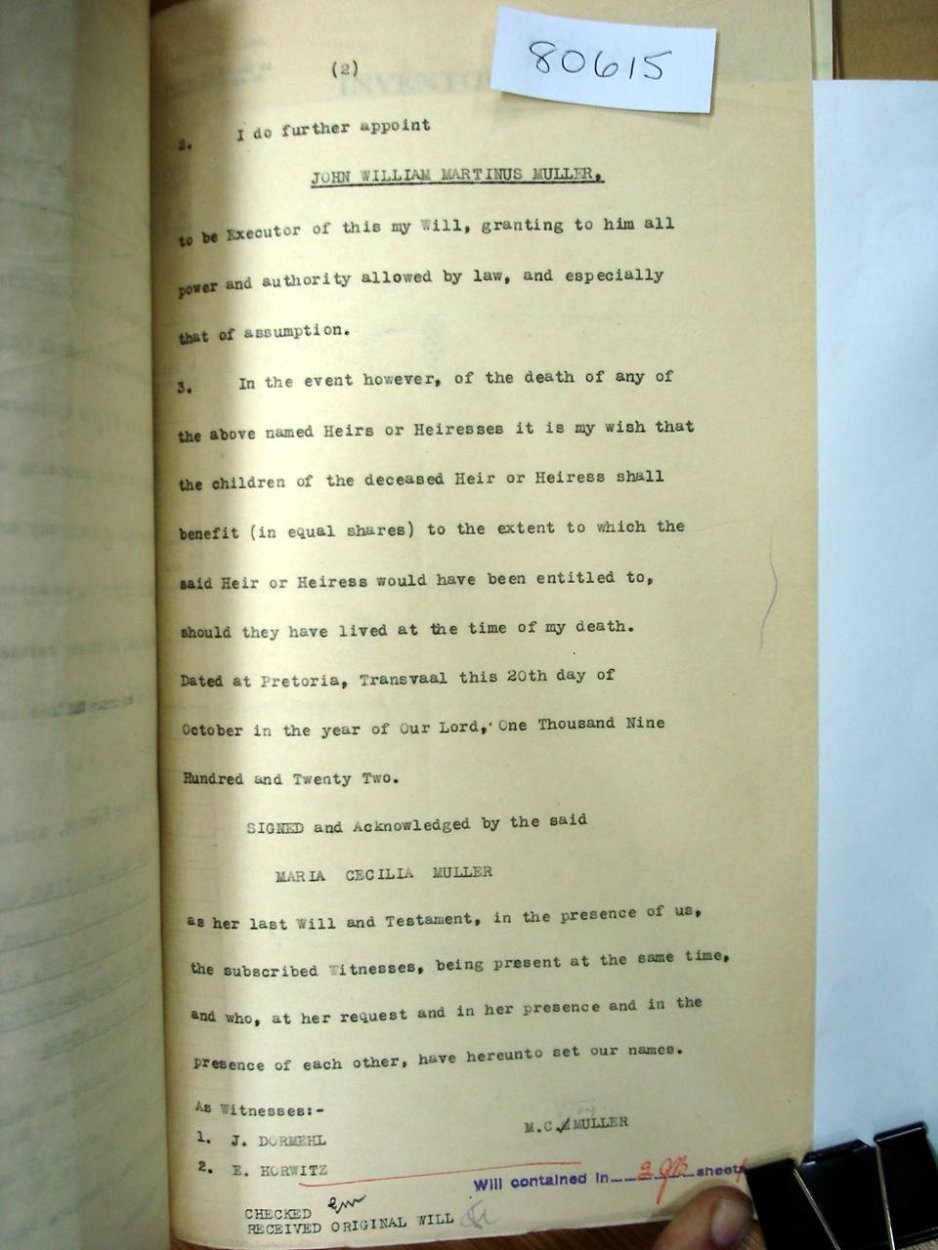 80615
(2)
2. I do further appoint
JOHN WILLIAM MARTINUS MULLER,
to be Executor of this my Will, granting to him all
power and authority allowed by law, and especially
that of assumption.
3. In the event however, of the death of any of
the above named Heirs or Heiresses it is my wish that
the children of the deceased Heir or Heiress shall
benefit (in equal shares) to the extent to which the
said Heir or Heiress would have been entitled to,
should they have lived at the time of my death.
Dated at Pretoria, Transvaal this 20th day of
October in the year of Our Lord, One Thousand Nine
Hundred and Twenty Two.
SIGNED and Acknowledged by the said
MARIA CECILIA MULLER
as her last Will and Testament, in the presence of us,
the subscribed Witnesses, being present at the same time,
and who, at her request and in her presence and in the
presence of each other, have hereunto set our names.
As Witnesses:-
M.C. MULLER
1. J. DORMEHL
2. E. HORWITZ
Will contained in 2 sheets
CHECKED
RECEIVED ORIGINAL WILL